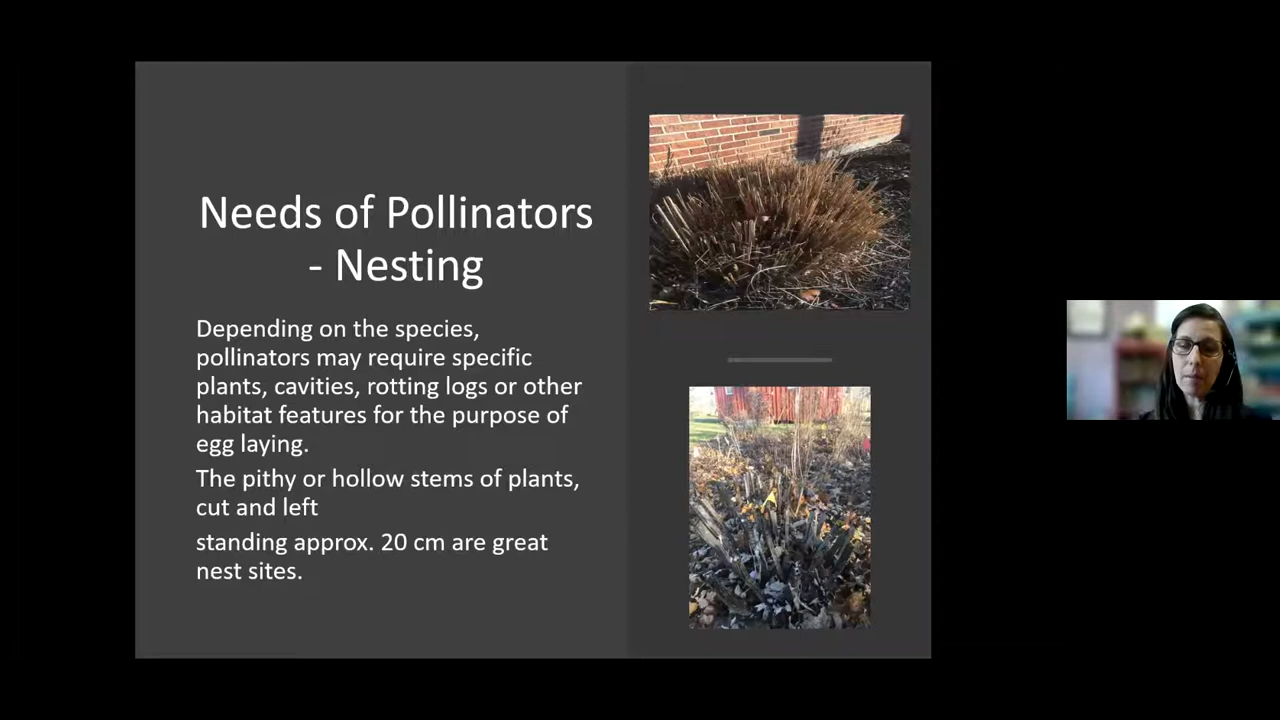 Needs of Pollinators
- Nesting
Depending on the species,
pollinators may require specific
plants, cavities, rotting logs or other
habitat features for the purpose of
egg laying.
The pithy or hollow stems of plants,
cut and left
standing approx. 20 cm are great
nest sites.